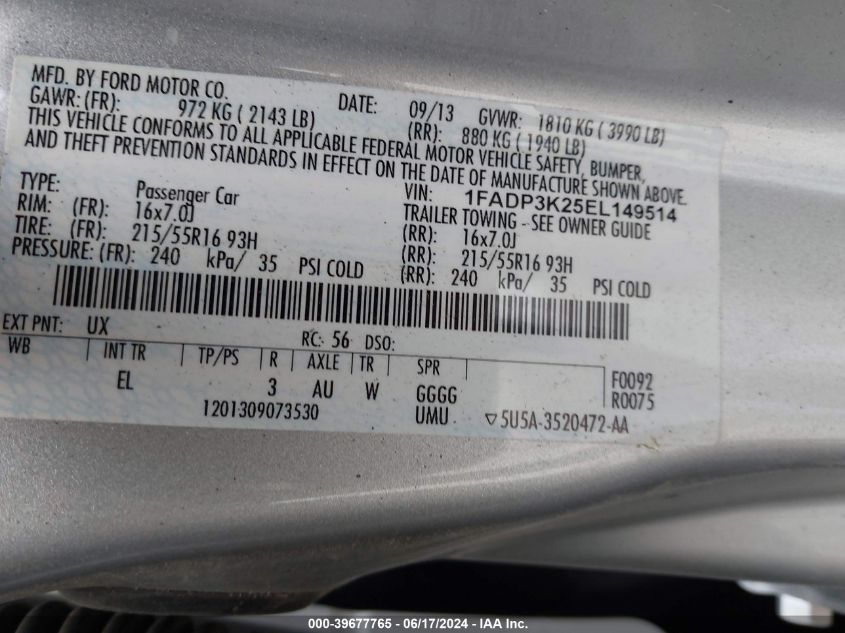 MFD. BY FORD MOTOR CO.
DATE: 09/13 GVWR: 1810 KG ( 3990 LB)
GAWR: (FR): 972 KG ( 2143 LB) (RR): 880 KG ( 1940 LB)
THIS VEHICLE CONFORMS TO ALL APPLICABLE FEDERAL MOTOR VEHICLE SAFETY, BUMPER,
AND THEFT PREVENTION STANDARDS IN EFFECT ON THE DATE OF MANUFACTURE SHOWN ABOVE.
VIN: 1FADP3K25EL149514
TYPE: Passenger Car TRAILER TOWING - SEE OWNER GUIDE
RIM: (FR): 16x7.0J (RR): 16x7.0J
TIRE: (FR): 215/55R16 93H (RR): 215/55R16 93H
PRESSURE: (FR): 240 kPa/ 35 PSI COLD (RR): 240 kPa/ 35 PSI COLD
EXT PNT: UX RC: 56 DSO:
WB INT TR TP/PS R AXLE TR SPR F0092
EL 3 AU W GGGG R0075
1201309073530 UMU ▽5U5A-3520472-AA
000-39677765 - 06/17/2024 - IAA Inc.